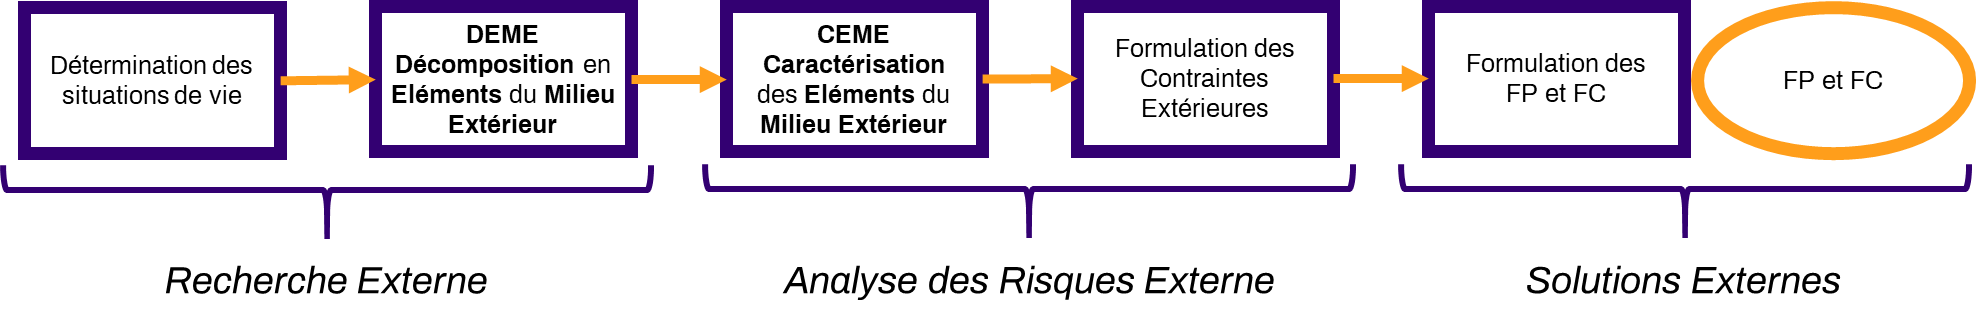 Détermination des
situations de vie
DEME
Décomposition en
Eléments du Milieu
Extérieur
CEME
Caractérisation
des Eléments du
Milieu Extérieur
Formulation des
Contraintes
Extérieures
Formulation des
FP et FC
FP et FC
Recherche Externe
Analyse des Risques Externe
Solutions Externes